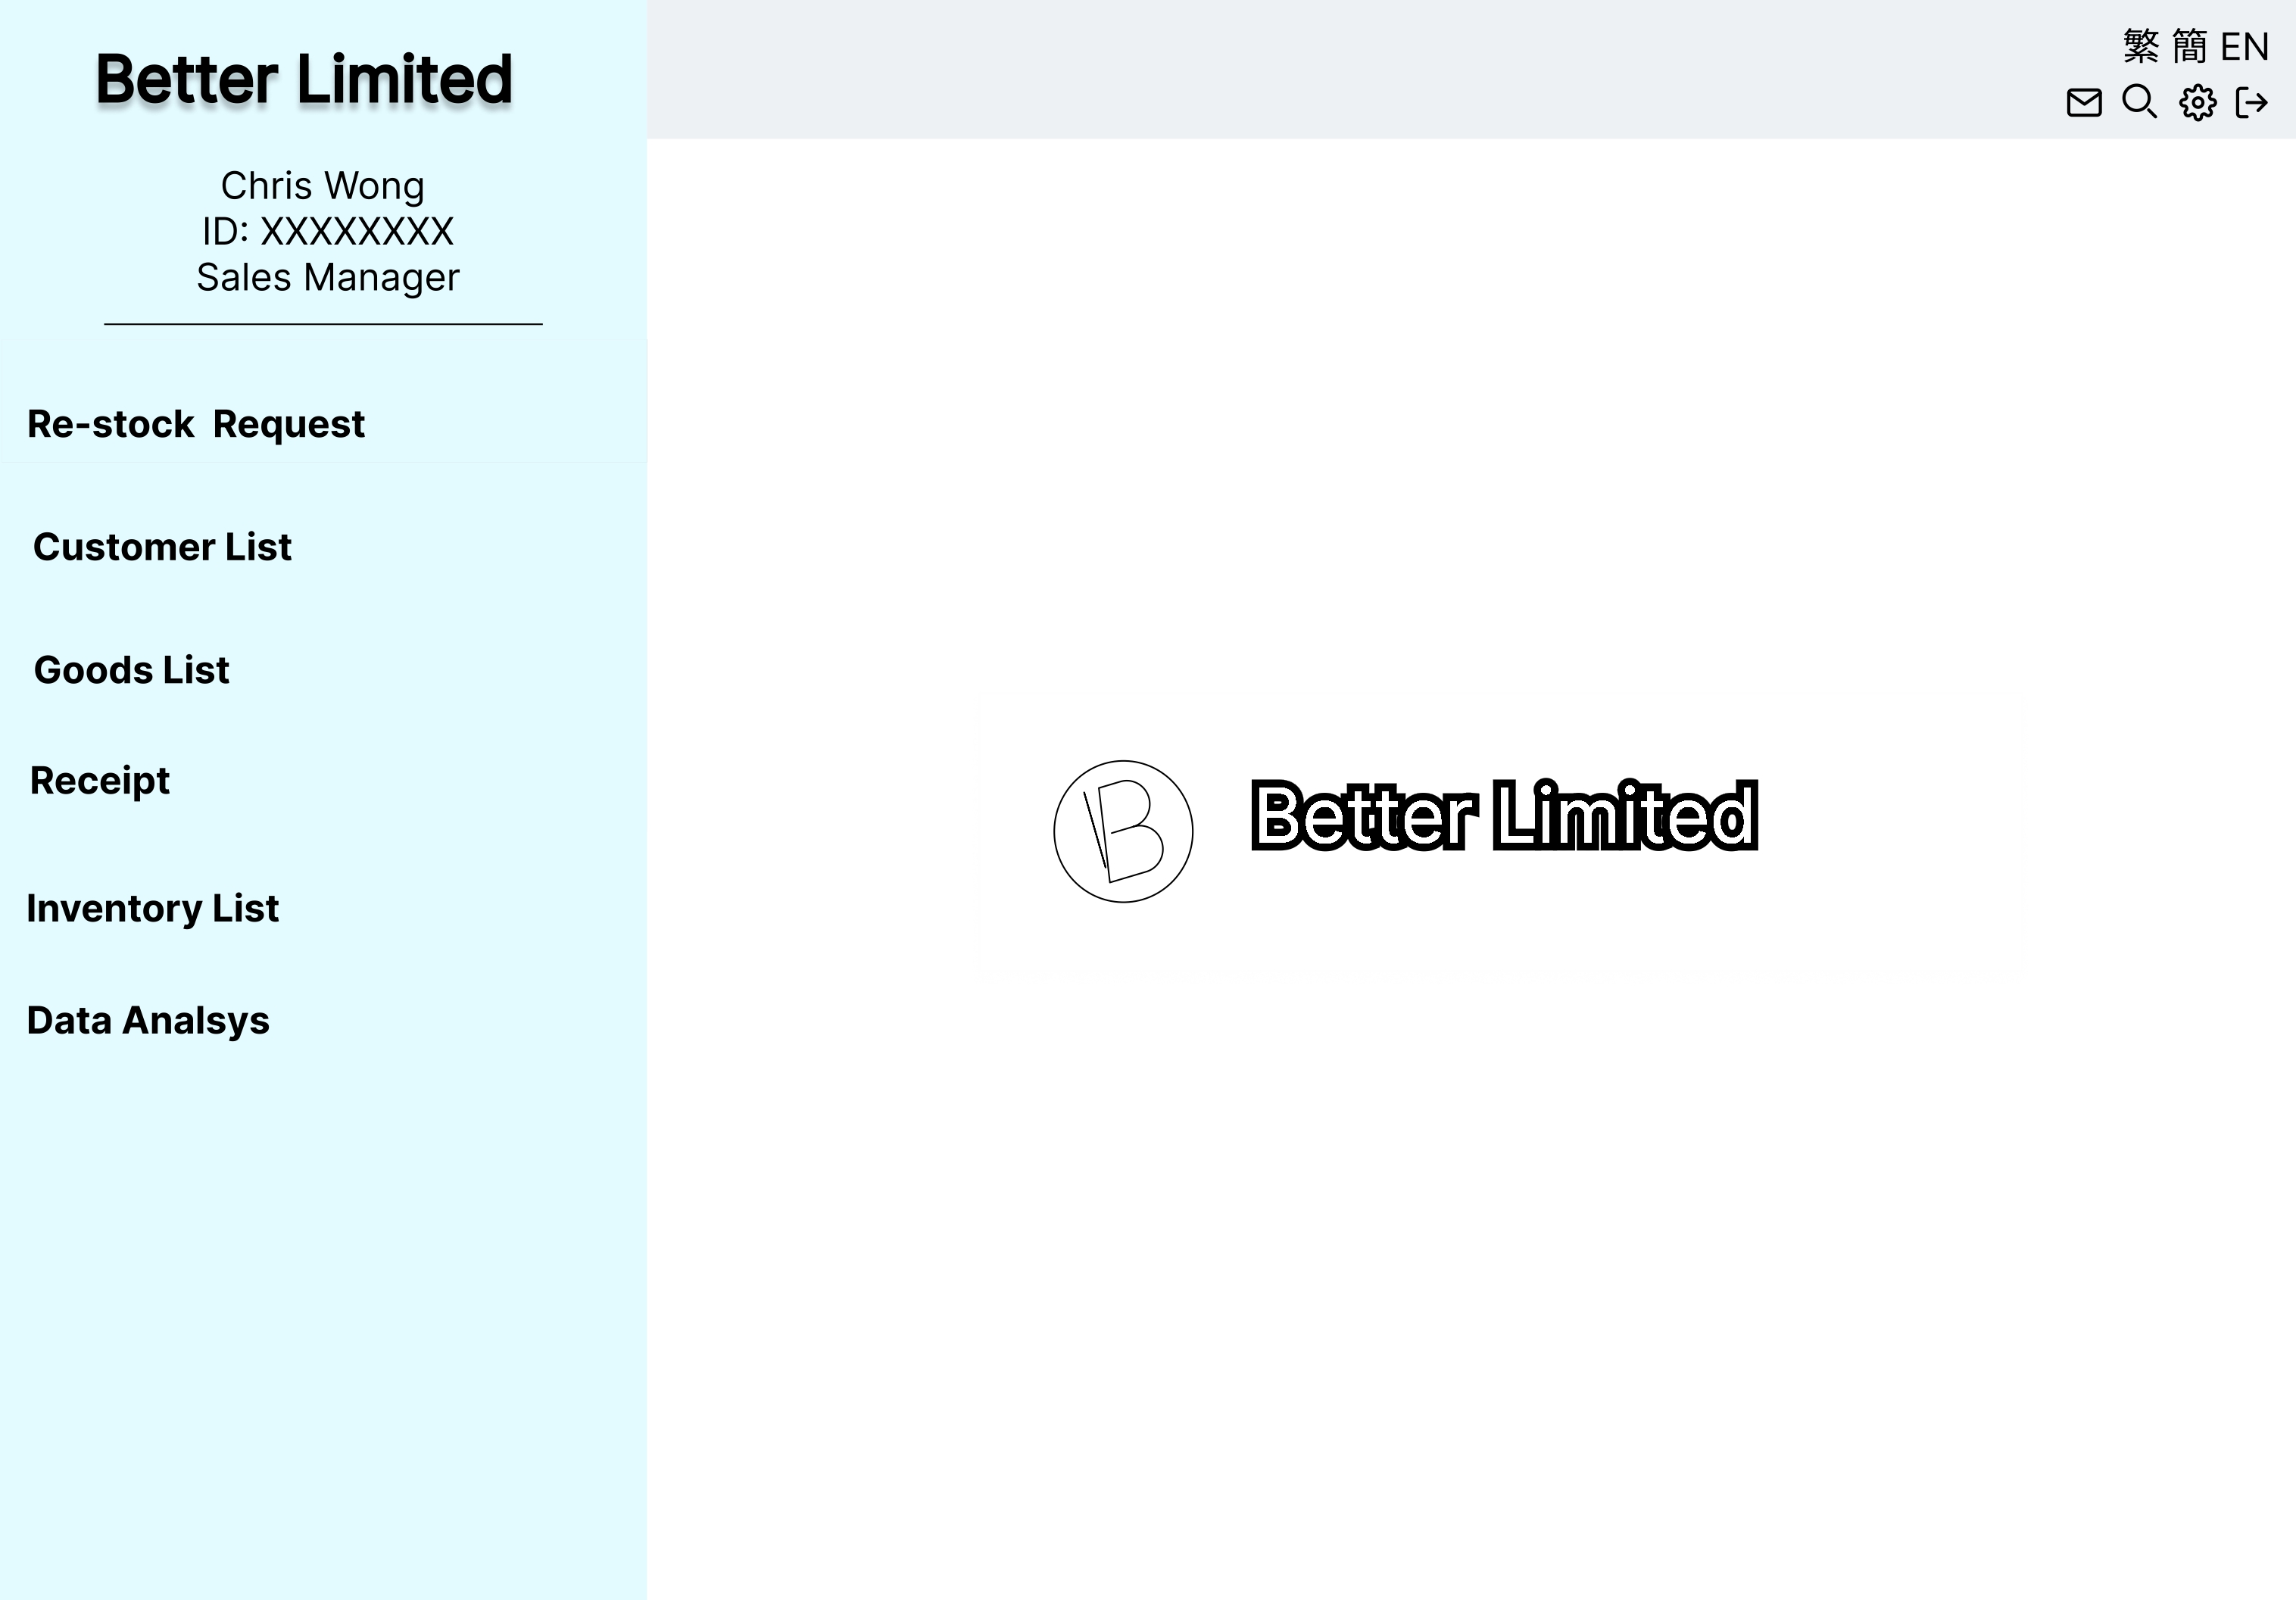 Better Limited
繁 簡 EN
Chris Wong
ID: XXXXXXXX
Sales Manager
Re-stock  Request
Customer List
Goods List
Receipt
Inventory List
Data Analsys
B
Better Limited